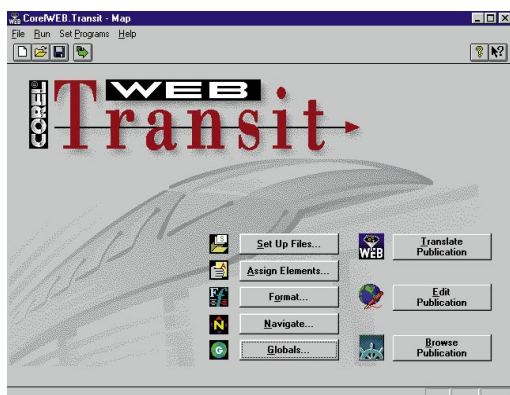 CorelWEB.Transit - Map
File Run Set Programs Help
COREL
WEB
Transit
Set Up Files...
Assign Elements...
Format...
Navigate...
Globals...
WEB
Translate
Publication
Edit
Publication
Browse
Publication